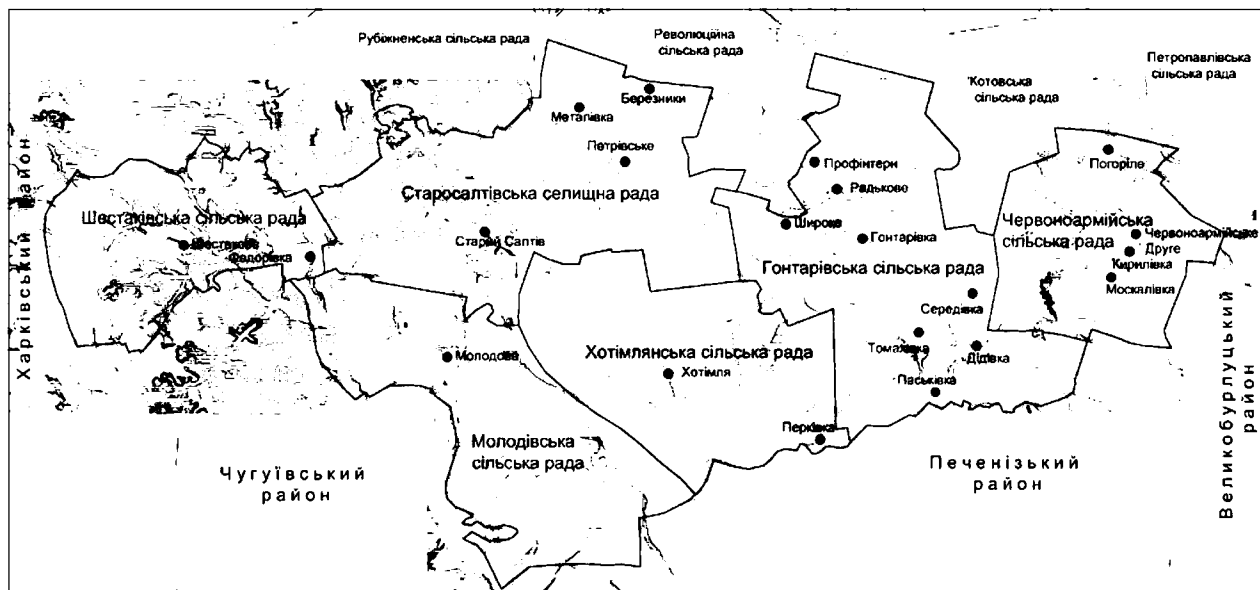 Рубіжненська сільська рада
Революційна
сільська рада
Петропавлівська
сільська рада
Котовська
сільська рада
Березники
Металівка
Петрівське
Погоріле
Профінтерн
Радькове
Старосалтівська селищна рада
Харківський район
Шестаківська сільська рада
Широке
Червоноармійська
сільська рада
Червоноармійське
Друге
Шестакове
Старий Салтів
Гонтарівка
Федорівка
Кирилівка
Гонтарівська сільська рада
Москалівка
Середівка
Молодове
Хотімлянська сільська рада
Томахівка
Дідівка
Хотімля
Паськівка
Великобурлуцький
район
Перківка
Молодівська
сільська рада
Чугуївський
район
Печенізький
район